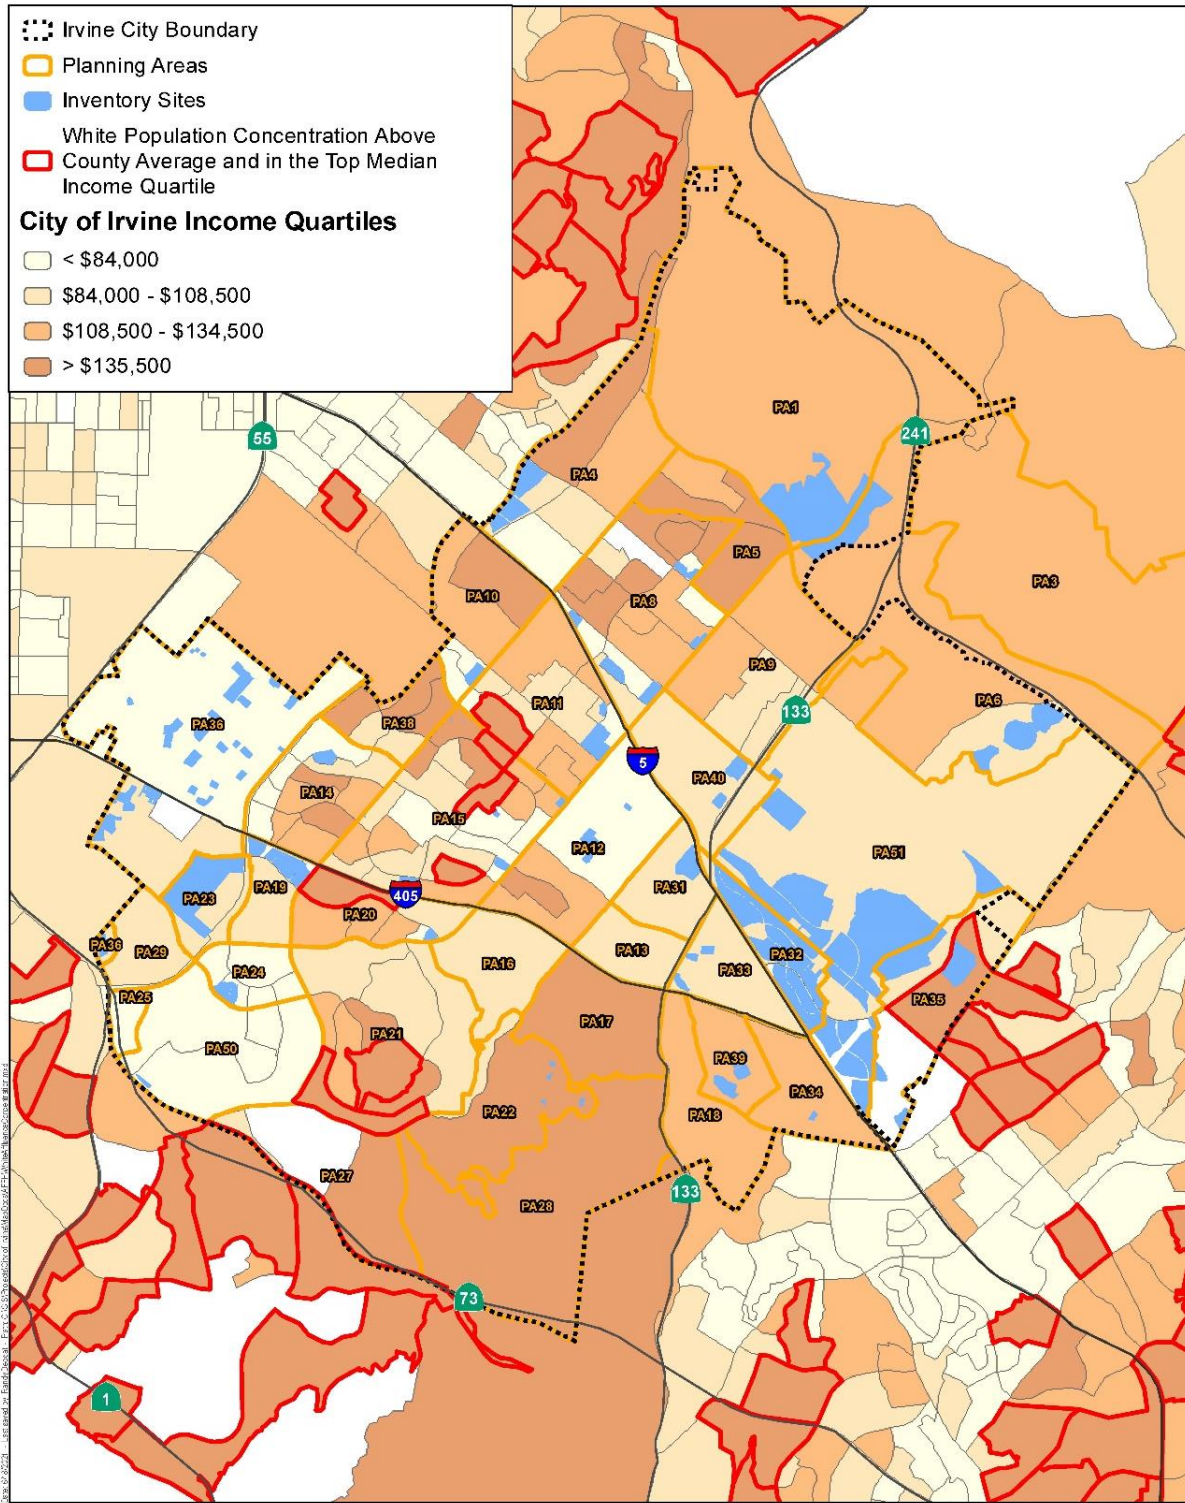 Irvine City Boundary
Planning Areas
Inventory Sites
White Population Concentration Above
County Average and in the Top Median
Income Quartile
City of Irvine Income Quartiles
< $84,000
$84,000 - $108,500
$108,500 - $134,500
> $135,500
PA1
55
241
PA4
PA5
PA3
PA10
PA8
PA9
PA6
PA11
133
PA36
PA38
5
PA40
PA14
PA15
PA12
PA51
PA31
PA23
PA19
405
PA20
PA36
PA29
PA16
PA13
PA32
PA24
PA33
PA25
PA35
PA17
PA21
PA50
PA39
PA22
PA34
PA18
PA27
133
PA28
73
1